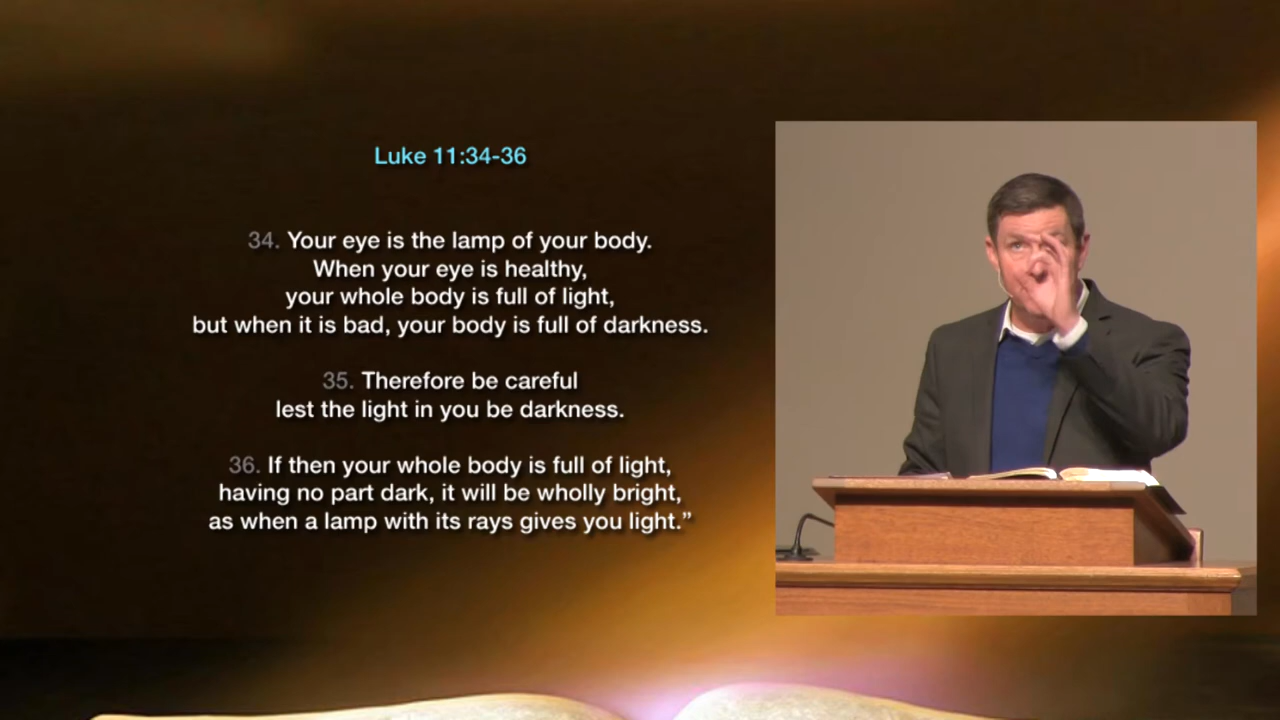 Luke 11:34-36
34. Your eye is the lamp of your body.
When your eye is healthy,
your whole body is full of light,
but when it is bad, your body is full of darkness.
35. Therefore be careful
lest the light in you be darkness.
36. If then your whole body is full of light,
having no part dark, it will be wholly bright,
as when a lamp with its rays gives you light.”